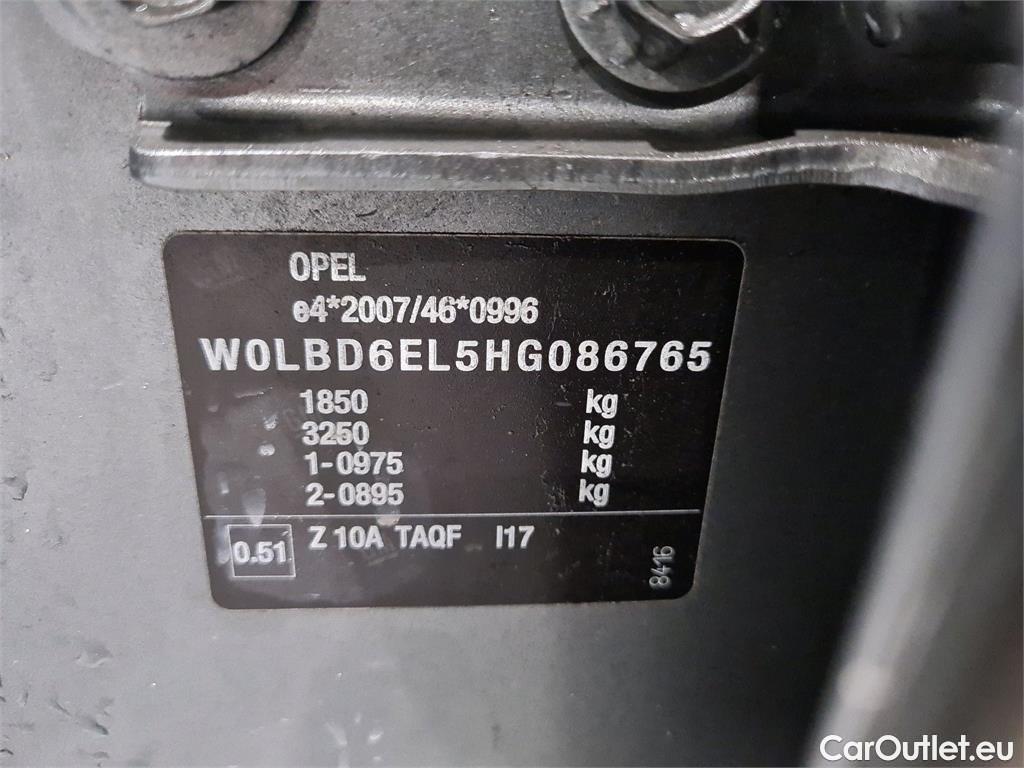 OPEL
e4*2007/46*0996
W0LBD6EL5HG086765
1850 kg
3250 kg
1-0975 kg
2-0895 kg
0.51 Z 10A TAQF I17
8416
CarOutlet.eu